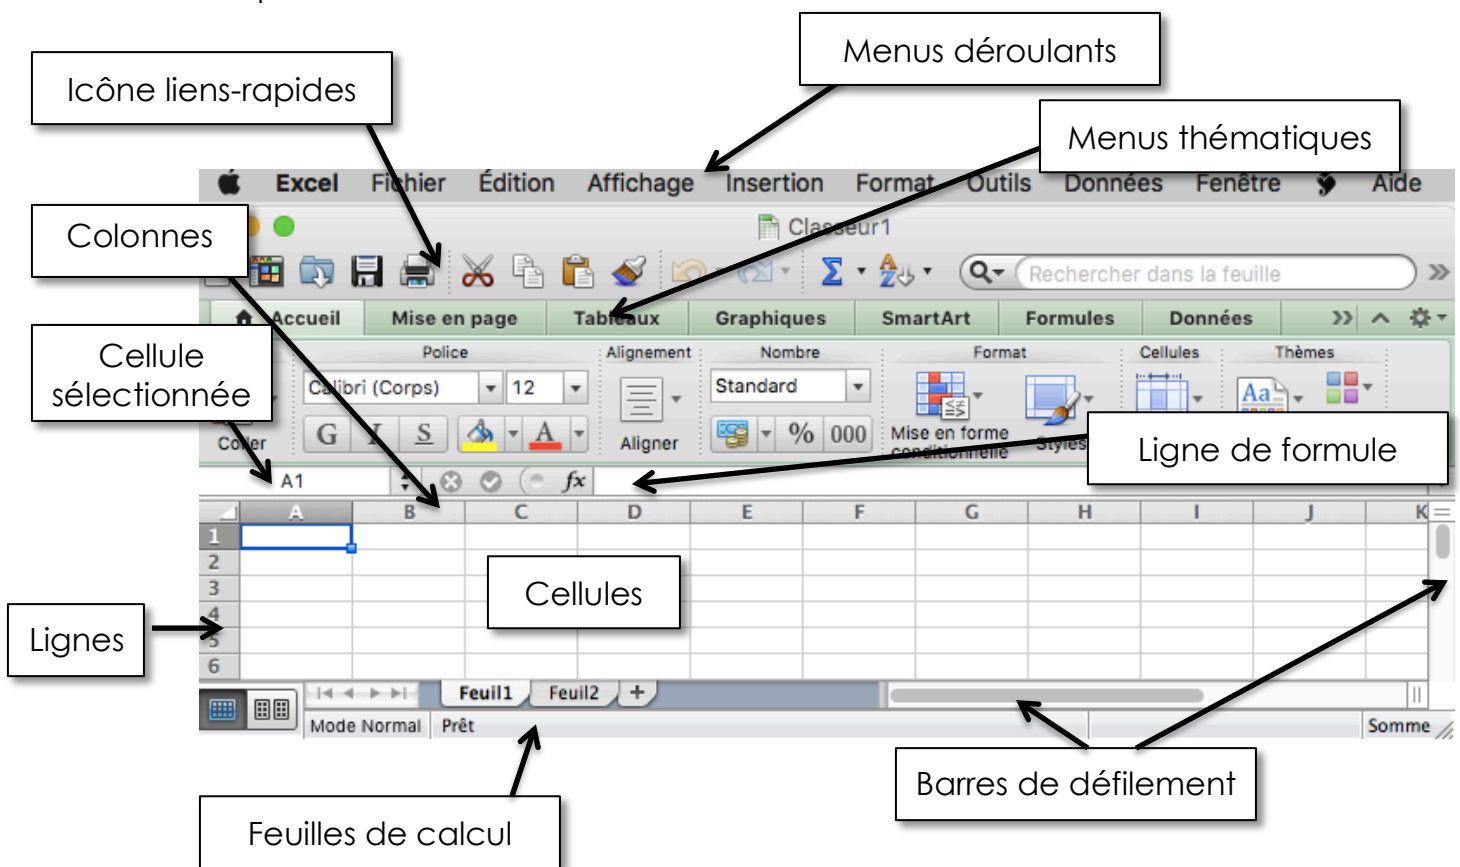 Menus déroulants
Icône liens-rapides
Menus thématiques
Excel Fichier Édition Affichage Insertion Format Outils Données Fenêtre Aide
Colonnes
Classeur1
Rechercher dans la feuille
Accueil Mise en page Tableaux Graphiques SmartArt Formules Données
Cellule
sélectionnée
Police Alignement Nombre Format Cellules Thèmes
Calibri (Corps) 12 Standard Aa
G I S A Aligner % 000 Mise en forme
conditionnelle
Styles
Coller
Ligne de formule
A1 fx
A B C D E F G H I J K
1
2
3
4
5
6
Cellules
Lignes
Feuil1 Feuil2 +
Mode Normal Prêt Somme
Barres de défilement
Feuilles de calcul